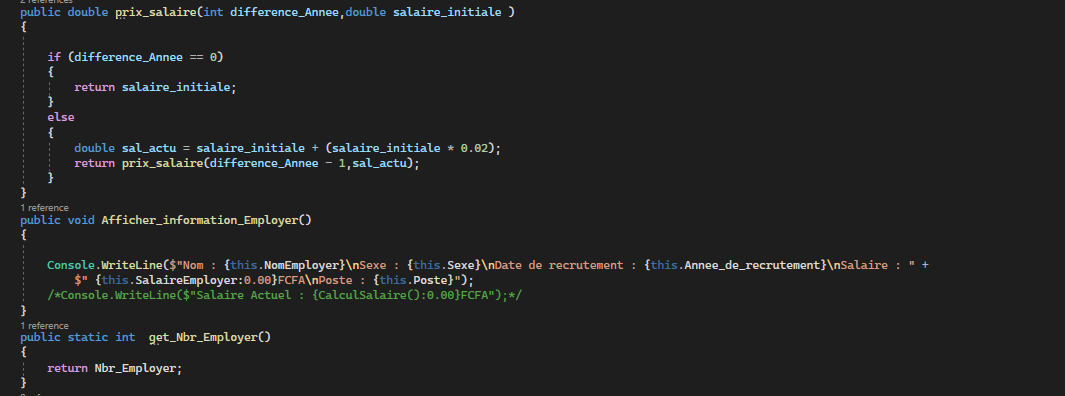 2 references
public double prix_salaire(int difference_Annee,double salaire_initiale )
{
if (difference_Annee == 0)
{
return salaire_initiale;
}
else
{
double sal_actu = salaire_initiale + (salaire_initiale * 0.02);
return prix_salaire(difference_Annee - 1,sal_actu);
}
}
1 reference
public void Afficher_information_Employer()
{
Console.WriteLine($"Nom : {this.NomEmployer}\nSexe : {this.Sexe}\nDate de recrutement : {this.Annee_de_recrutement}\nSalaire : " +
$" {this.SalaireEmployer:0.00}FCFA\nPoste : {this.Poste}");
/*Console.WriteLine($"Salaire Actuel : {CalculSalaire():0.00}FCFA");*/
}
1 reference
public static int  get_Nbr_Employer()
{
return Nbr_Employer;
}